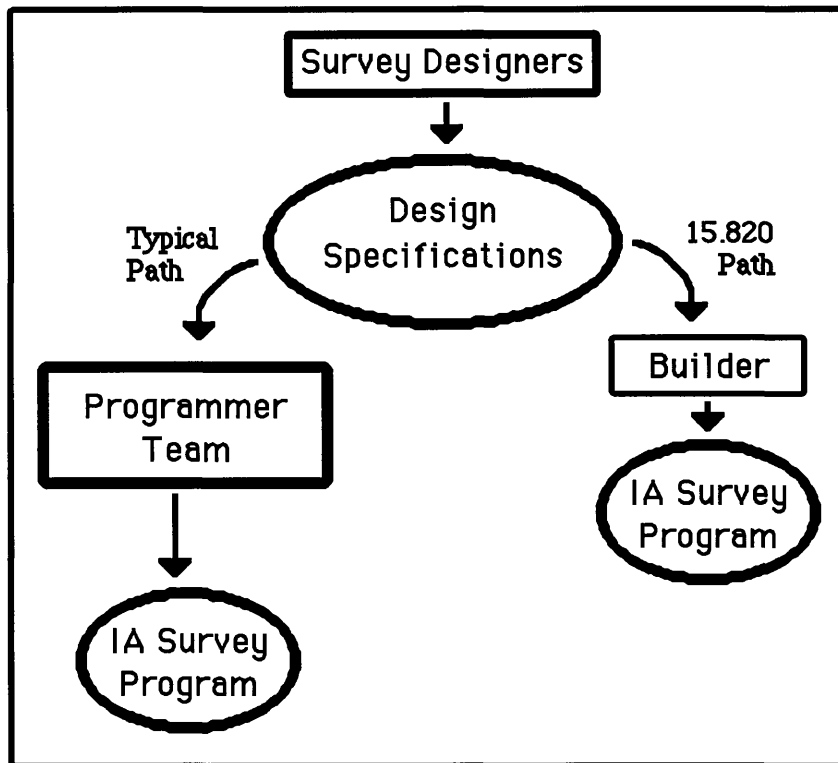 Survey Designers
Design
Specifications
Typical
Path
15.820
Path
Programmer
Team
Builder
IA Survey
Program
IA Survey
Program